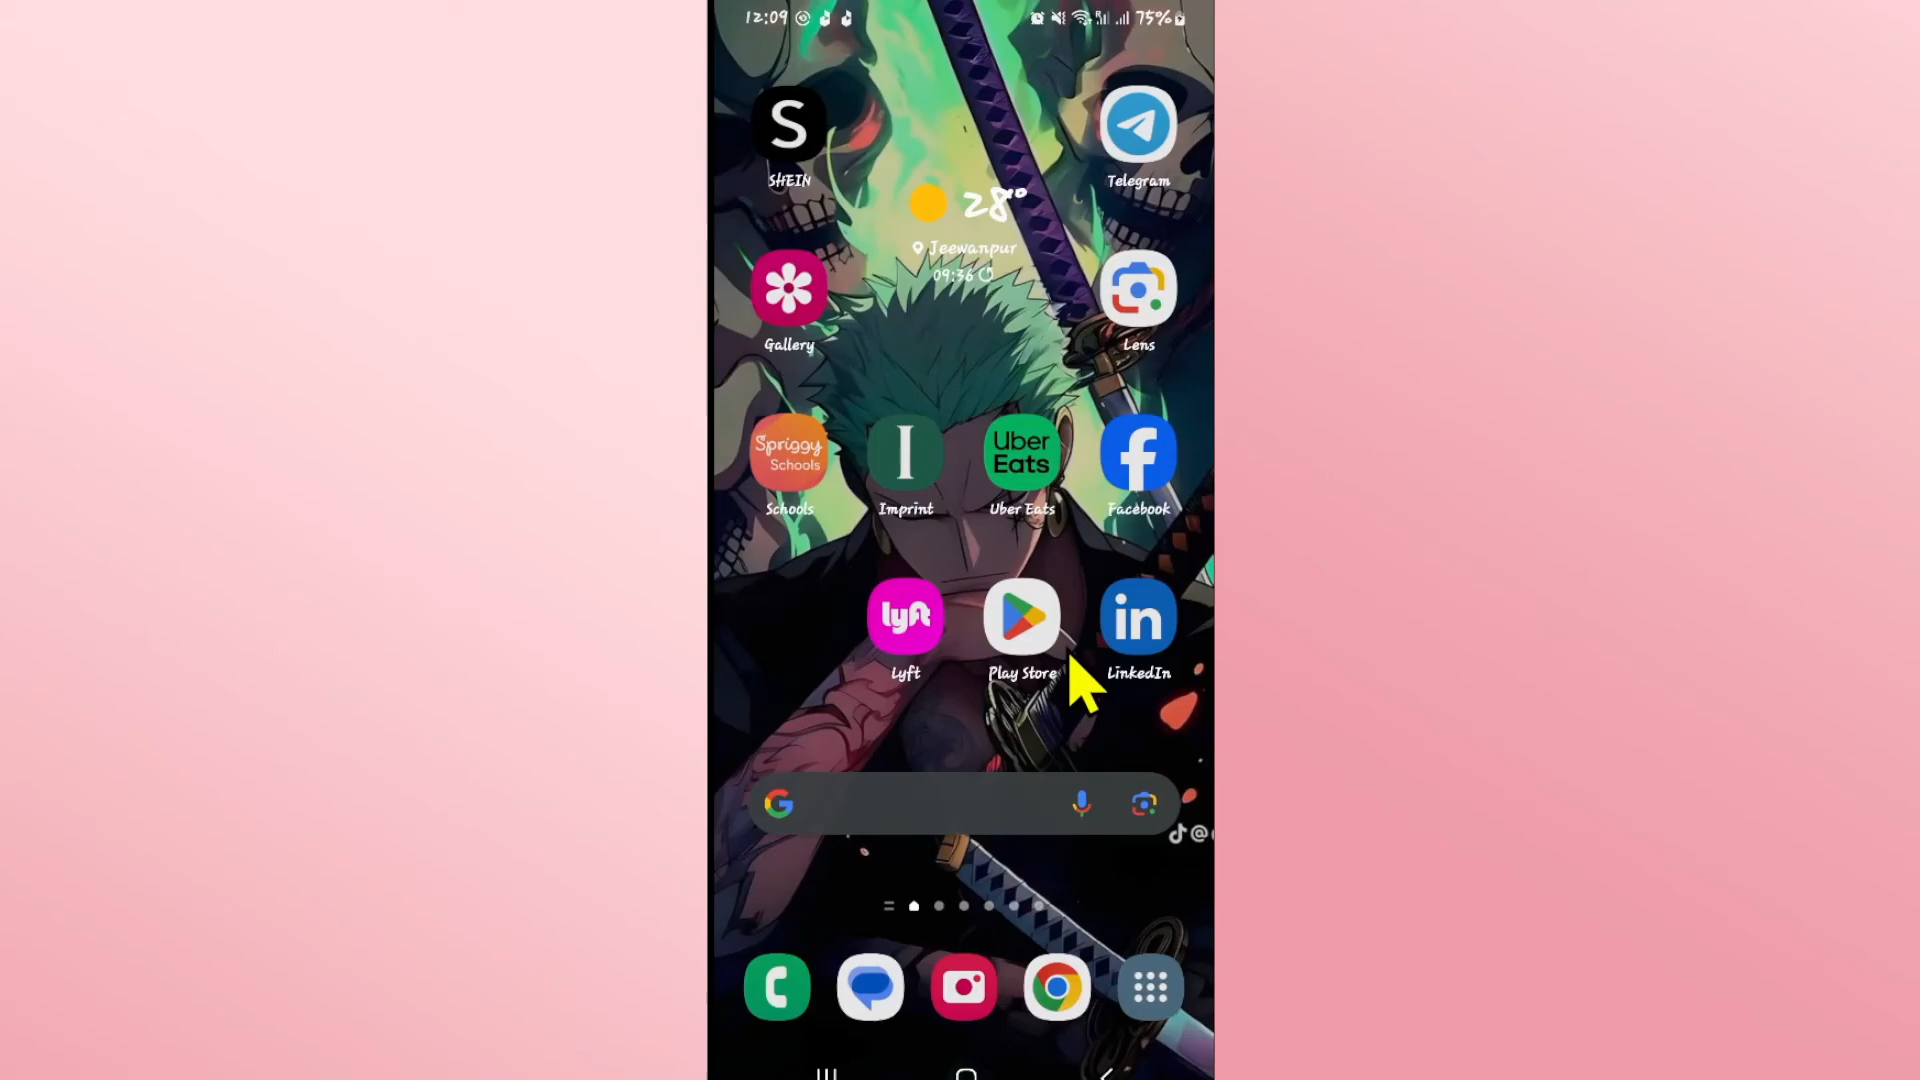 12:09
75%
S
SHEIN
Telegram
28°
Jeewanpur
09:36
Gallery
Lens
Spriggy
Schools
Schools
I
Imprint
Uber
Eats
Uber Eats
f
Facebook
lyft
Lyft
Play Store
in
LinkedIn
G
@